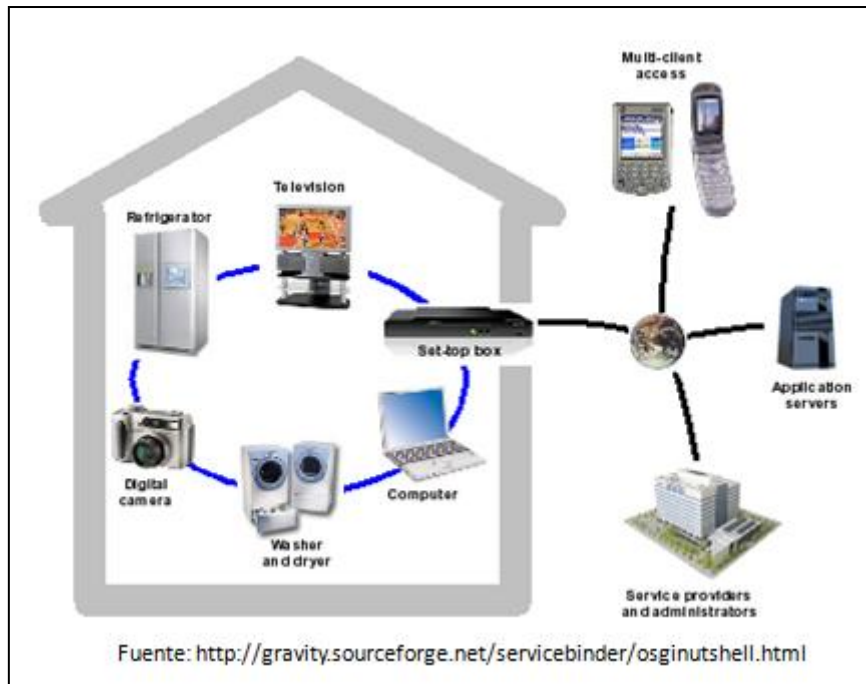 Multi-client
access
Television
Refrigerator
Set-top box
Application
servers
Digital
camera
Computer
Washer
and dryer
Service providers
and administrators
Fuente: http://gravity.sourceforge.net/servicebinder/osginutshell.html